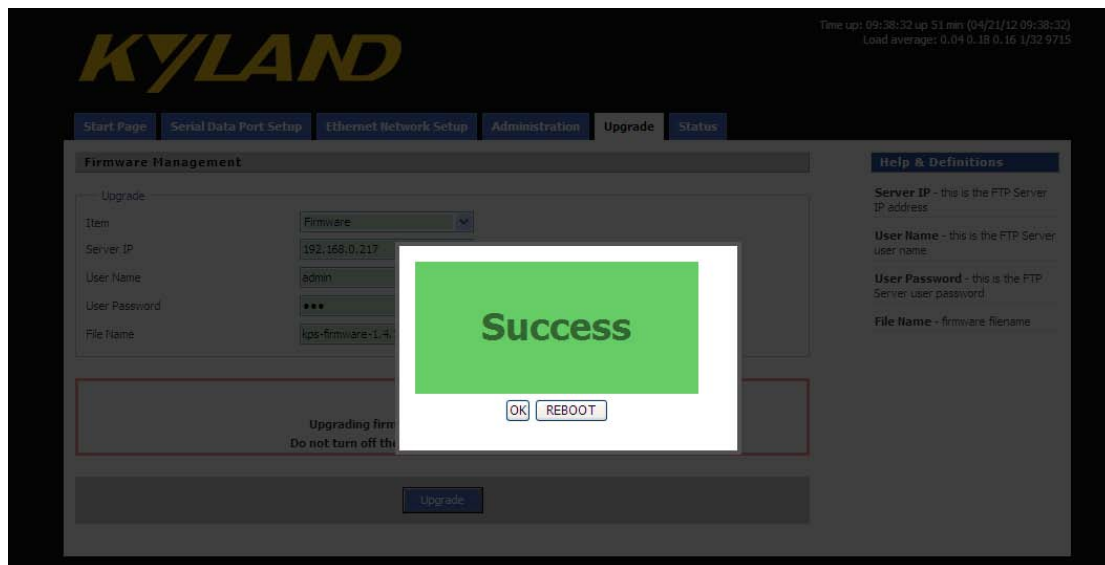 Time up: 09:38:32 up 51 min (04/21/12 09:38:32)
Load average: 0.04 0.18 0.16 1/32 9715
KYLAND
Start Page Serial Data Port Setup Ethernet Network Setup Administration Upgrade Status
Firmware Management
Upgrade
Item Firmware
Server IP 192.168.0.217
User Name admin
User Password •••
File Name kps-firmware-1.4.
Upgrading firm
Do not turn off the
Upgrade
Success
OK REBOOT
Help & Definitions
Server IP - this is the FTP Server
IP address
User Name - this is the FTP Server
user name
User Password - this is the FTP
Server user password
File Name - firmware filename